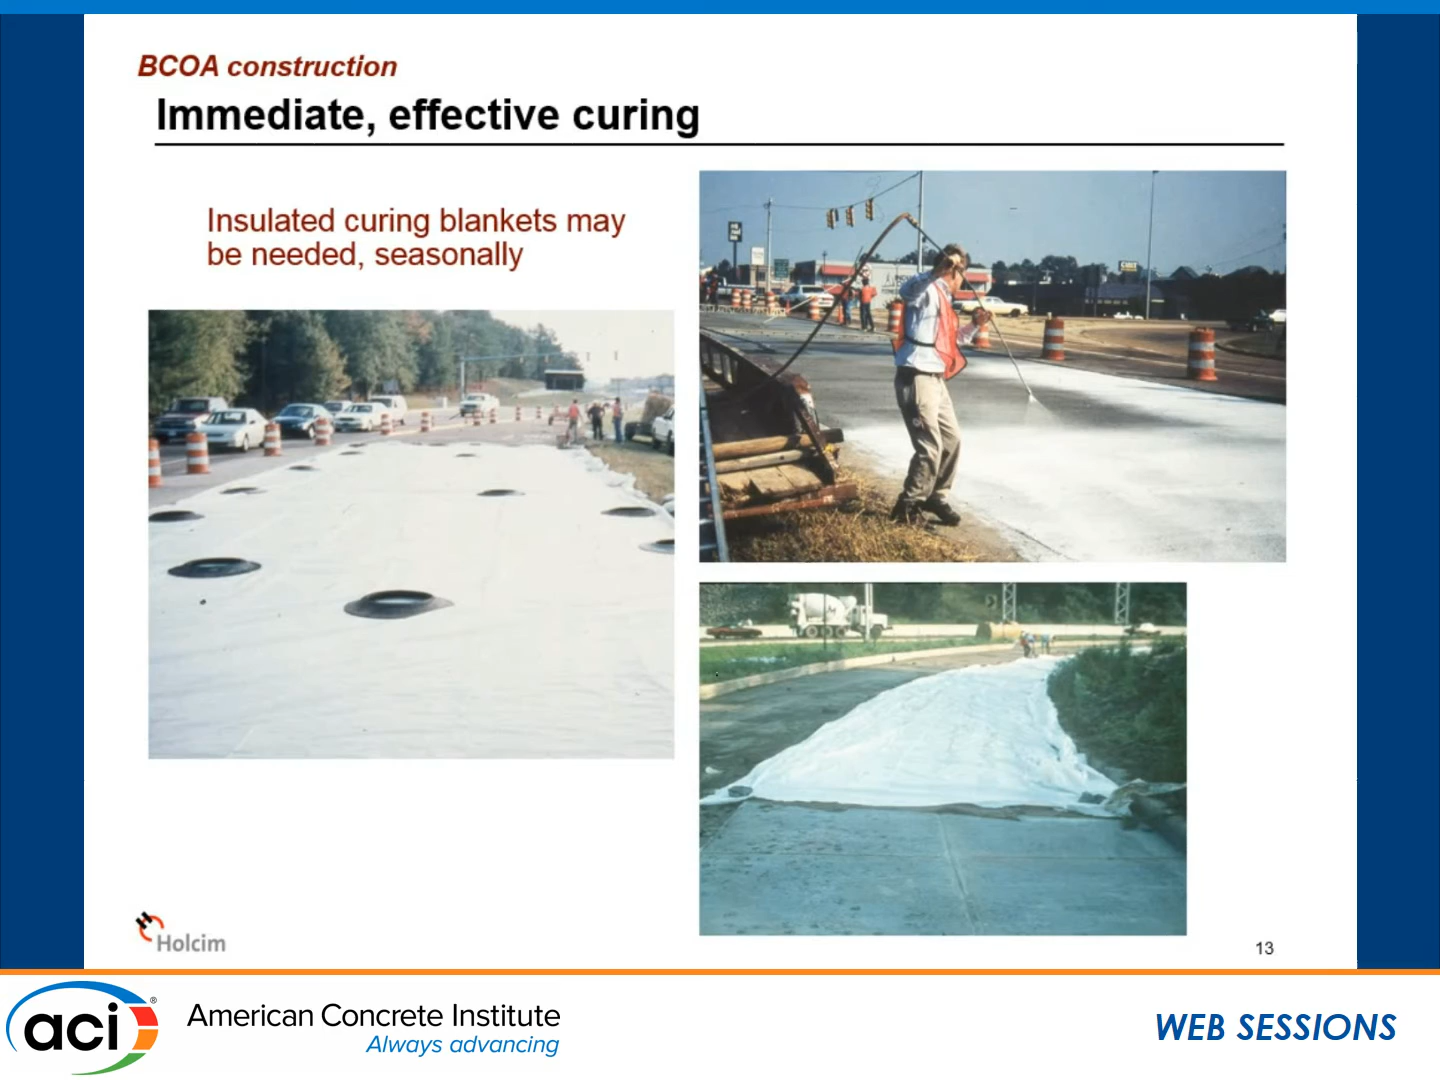 BCOA construction
Immediate, effective curing
Insulated curing blankets may
be needed, seasonally
Holcim
13
aci®
American Concrete Institute
Always advancing
WEB SESSIONS